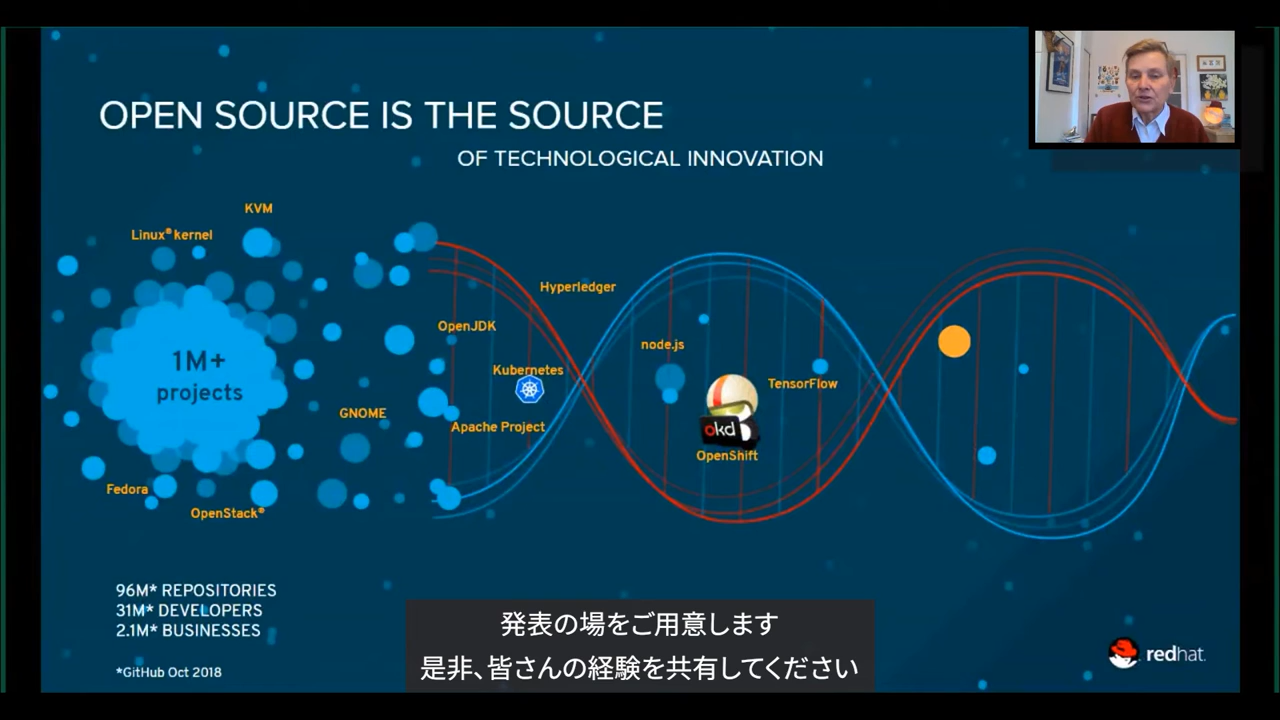 OPEN SOURCE IS THE SOURCE
OF TECHNOLOGICAL INNOVATION
KVM
Linux® kernel
Hyperledger
OpenJDK
node.js
1M+
projects
Kubernetes
TensorFlow
GNOME
Apache Project
okd
OpenShift
Fedora
OpenStack®
96M* REPOSITORIES
31M* DEVELOPERS
2.1M* BUSINESSES
*GitHub Oct 2018
発表の場をご用意します
是非、皆さんの経験を共有してください
redhat.